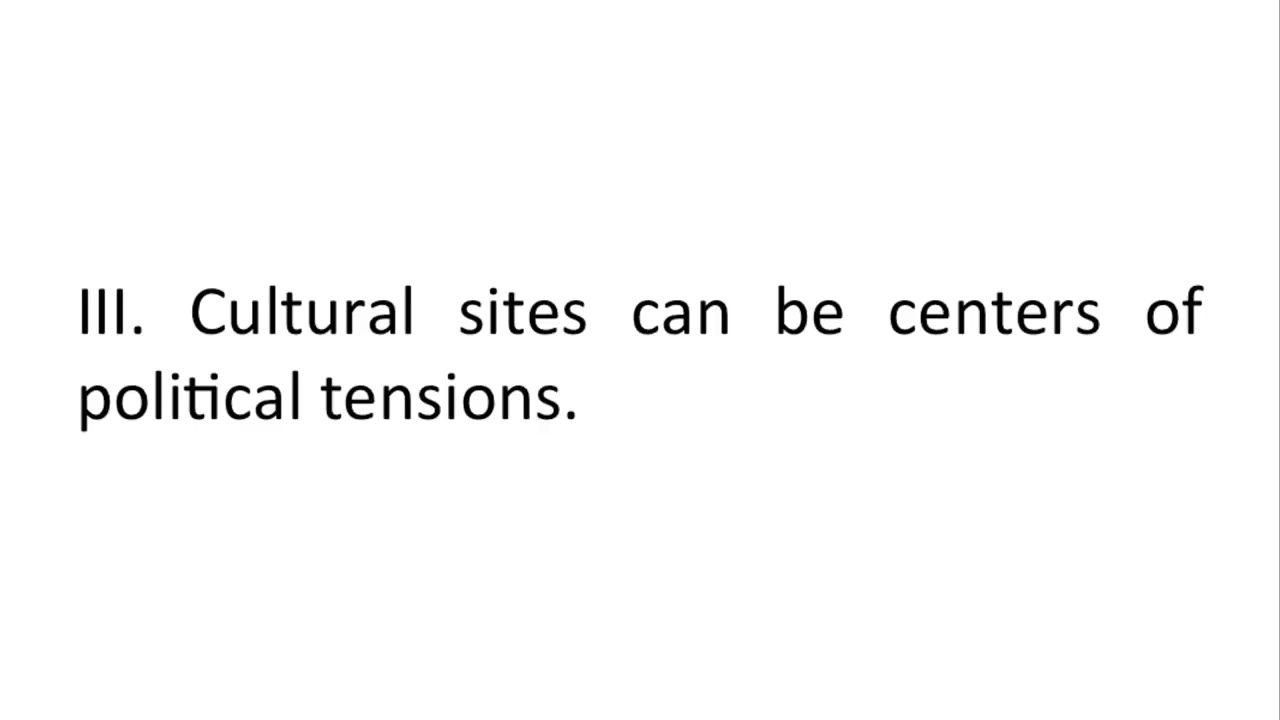 III. Cultural sites can be centers of
political tensions.